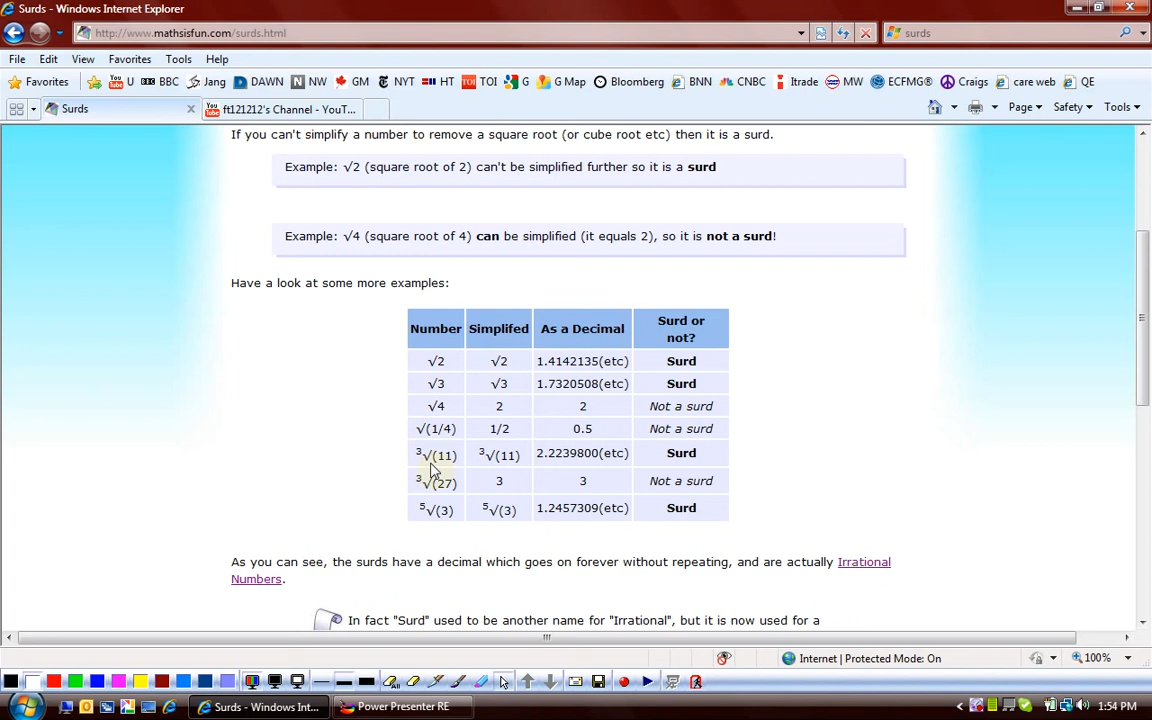 Surds - Windows Internet Explorer
http://www.mathsisfun.com/surds.html
surds
File Edit View Favorites Tools Help
Favorites You U BBC Jang DAWN NW GM NYT HT TOI TOI G G Map Bloomberg BNN CNBC Itrade MW ECFMG® Craigs care web QE
Surds
ft121212's Channel - YouT...
Page Safety Tools
If you can't simplify a number to remove a square root (or cube root etc) then it is a surd.
Example: √2 (square root of 2) can't be simplified further so it is a surd
Example: √4 (square root of 4) can be simplified (it equals 2), so it is not a surd!
Have a look at some more examples:
Number Simplifed As a Decimal Surd or not?
√2 √2 1.4142135(etc) Surd
√3 √3 1.7320508(etc) Surd
√4 2 2 Not a surd
√(1/4) 1/2 0.5 Not a surd
³√(11) ³√(11) 2.2239800(etc) Surd
³√(27) 3 3 Not a surd
⁵√(3) ⁵√(3) 1.2457309(etc) Surd
As you can see, the surds have a decimal which goes on forever without repeating, and are actually Irrational
Numbers.
In fact "Surd" used to be another name for "Irrational", but it is now used for a
Internet | Protected Mode: On
100%
Surds - Windows Int...
Power Presenter RE
1:54 PM